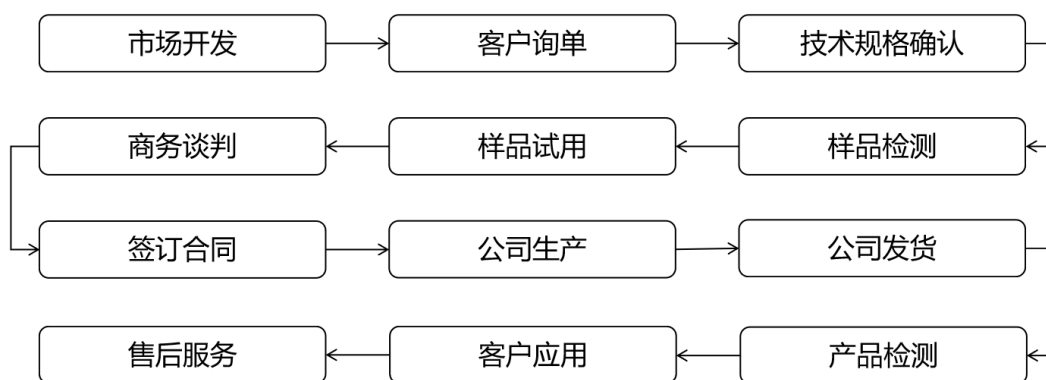 市场开发 客户询单 技术规格确认
商务谈判 样品试用 样品检测
签订合同 公司生产 公司发货
售后服务 客户应用 产品检测